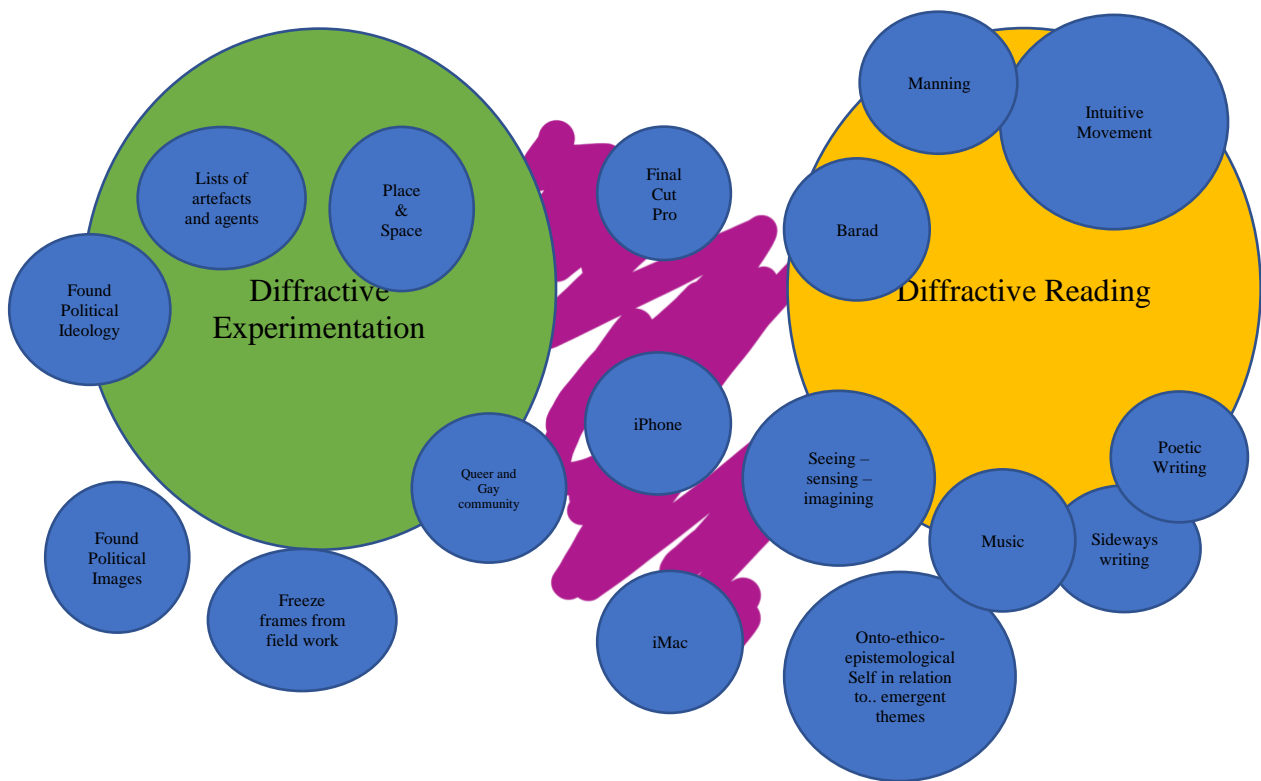 Manning
Intuitive
Movement
Final
Cut
Pro
Lists of
artefacts
and agents
Place
&
Space
Barad
Found
Political
Ideology
Diffractive
Experimentation
Diffractive Reading
iPhone
Queer and
Gay
community
Seeing –
sensing –
imagining
Poetic
Writing
Found
Political
Images
Music
Sideways
writing
Freeze
frames from
field work
iMac
Onto-ethico-
epistemological
Self in relation
to.. emergent
themes